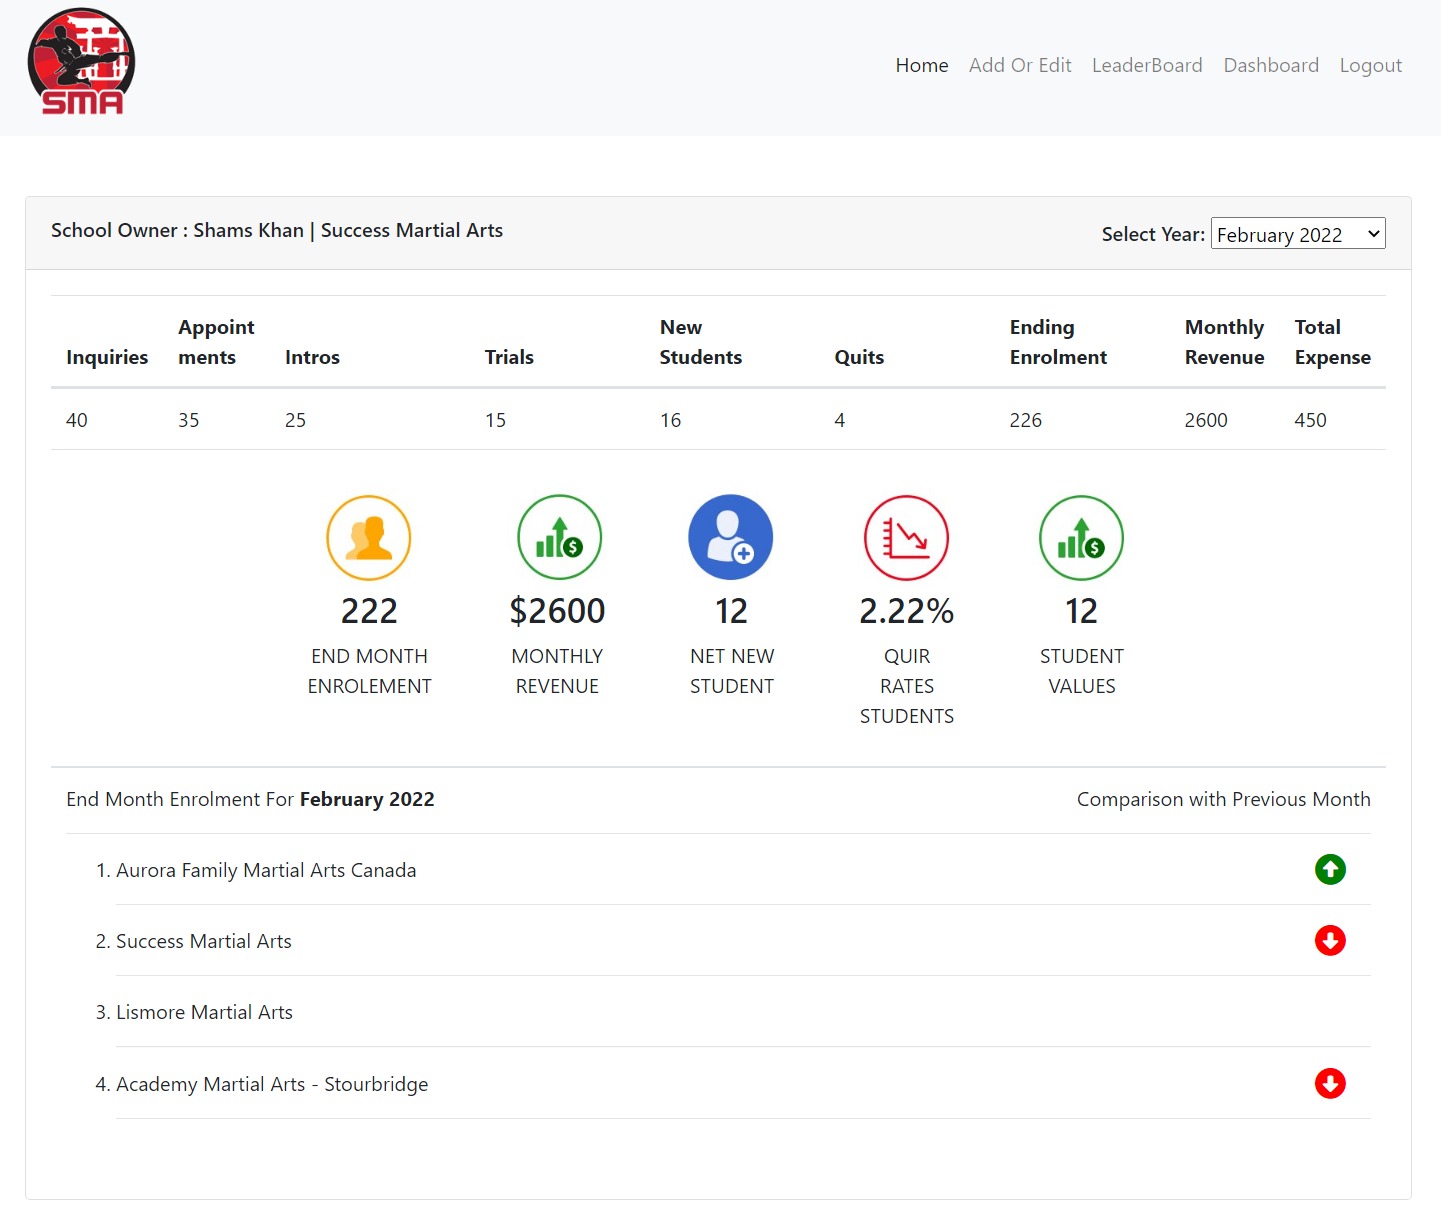 SMA
Home Add Or Edit LeaderBoard Dashboard Logout
School Owner : Shams Khan | Success Martial Arts
Select Year: February 2022
Inquiries Appoint ments Intros Trials New Students Quits Ending Enrolment Monthly Revenue Total Expense
40 35 25 15 16 4 226 2600 450
222 $2600 12 2.22% 12
END MONTH ENROLEMENT MONTHLY REVENUE NET NEW STUDENT QUIR RATES STUDENTS STUDENT VALUES
End Month Enrolment For February 2022
Comparison with Previous Month
1. Aurora Family Martial Arts Canada
2. Success Martial Arts
3. Lismore Martial Arts
4. Academy Martial Arts - Stourbridge